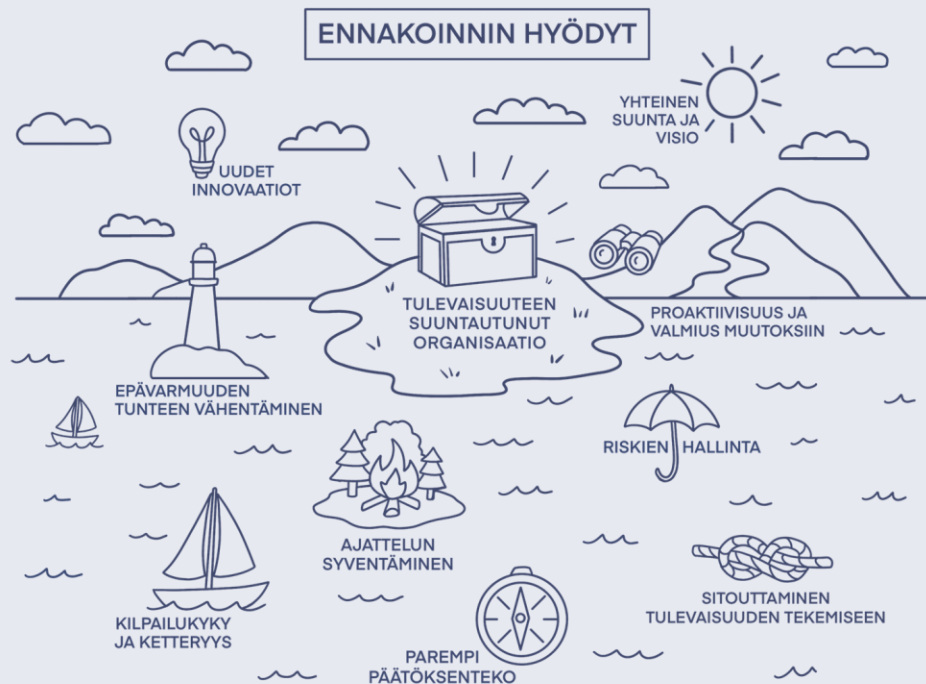 ENNAKOINNIN HYÖDYT
YHTEINEN
SUUNTA JA
VISIO
UUDET
INNOVAATIOT
TULEVAISUUTEEN
SUUNTAUTUNUT
ORGANISAATIO
PROAKTIIVISUUS JA
VALMIUS MUUTOKSIIN
EPÄVARMUUDEN
TUNTEEN VÄHENTÄMINEN
RISKIEN HALLINTA
AJATTELUN
SYVENTÄMINEN
SITOUTTAMINEN
TULEVAISUUDEN TEKEMISEEN
KILPAILUKYKY
JA KETTERYYS
PAREMPI
PÄÄTÖKSENTEKO